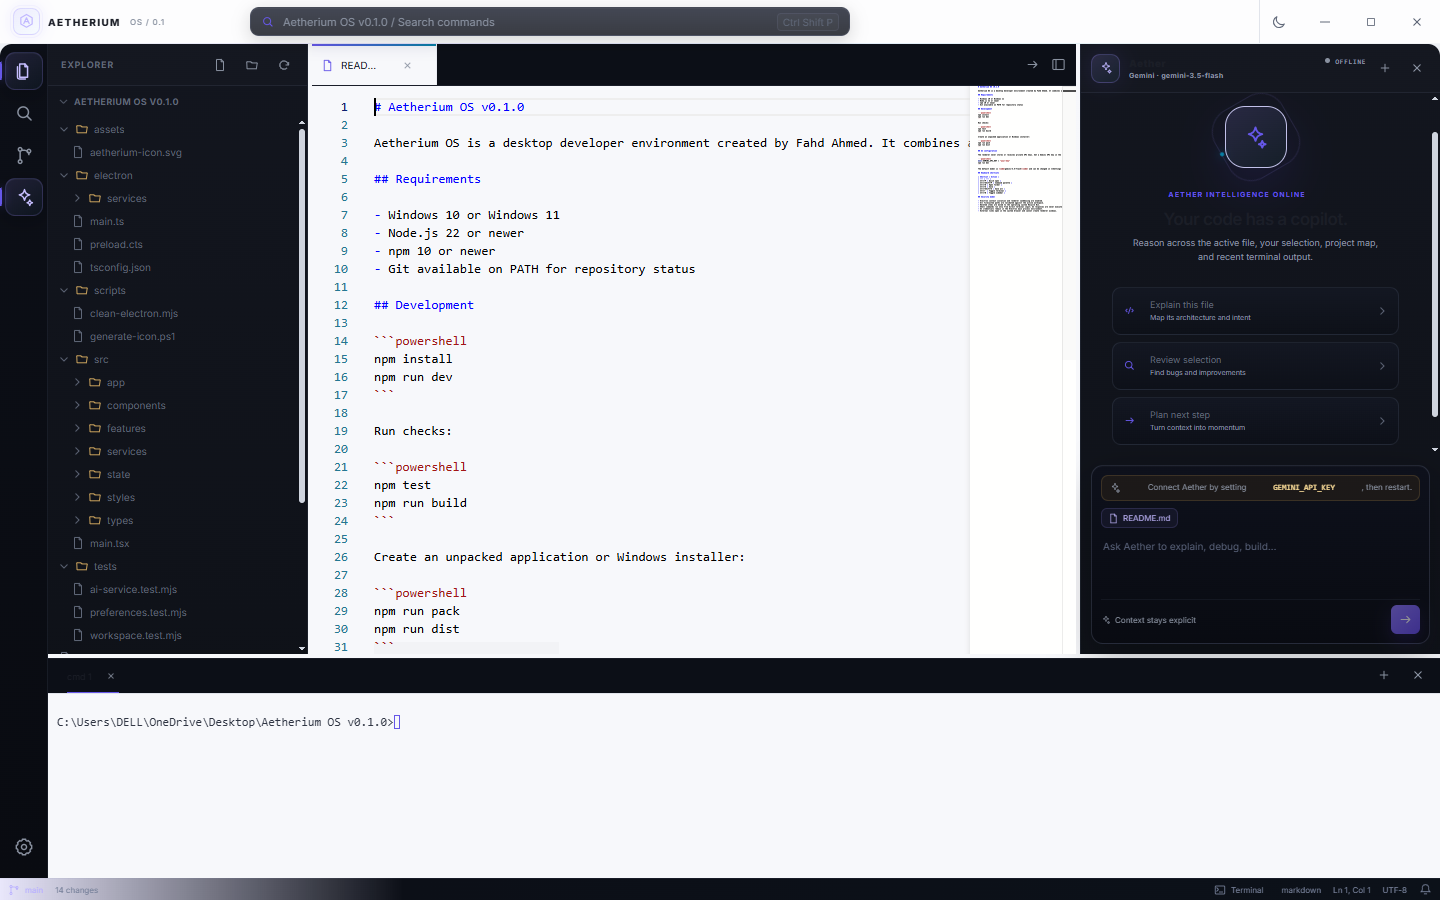 AETHERIUM OS / 0.1
Aetherium OS v0.1.0 / Search commands
Ctrl Shift P
EXPLORER
AETHERIUM OS V0.1.0
assets
aetherium-icon.svg
electron
services
main.ts
preload.cts
tsconfig.json
scripts
clean-electron.mjs
generate-icon.ps1
src
app
components
features
services
state
styles
types
main.tsx
tests
ai-service.test.mjs
preferences.test.mjs
workspace.test.mjs
READ...
1 # Aetherium OS v0.1.0
2
3 Aetherium OS is a desktop developer environment created by Fahd Ahmed. It combines
4
5 ## Requirements
6
7 - Windows 10 or Windows 11
8 - Node.js 22 or newer
9 - npm 10 or newer
10 - Git available on PATH for repository status
11
12 ## Development
13
14 ```powershell
15 npm install
16 npm run dev
17 ```
18
19 Run checks:
20
21 ```powershell
22 npm test
23 npm run build
24 ```
25
26 Create an unpacked application or Windows installer:
27
28 ```powershell
29 npm run pack
30 npm run dist
31 ```
Aether
Gemini · gemini-3.5-flash
OFFLINE
AETHER INTELLIGENCE ONLINE
Your code has a copilot.
Reason across the active file, your selection, project map,
and recent terminal output.
Explain this file
Map its architecture and intent
Review selection
Find bugs and improvements
Plan next step
Turn context into momentum
Connect Aether by setting GEMINI_API_KEY , then restart.
README.md
Ask Aether to explain, debug, build...
Context stays explicit
cmd 1
C:\Users\DELL\OneDrive\Desktop\Aetherium OS v0.1.0>
main 14 changes
Terminal markdown Ln 1, Col 1 UTF-8